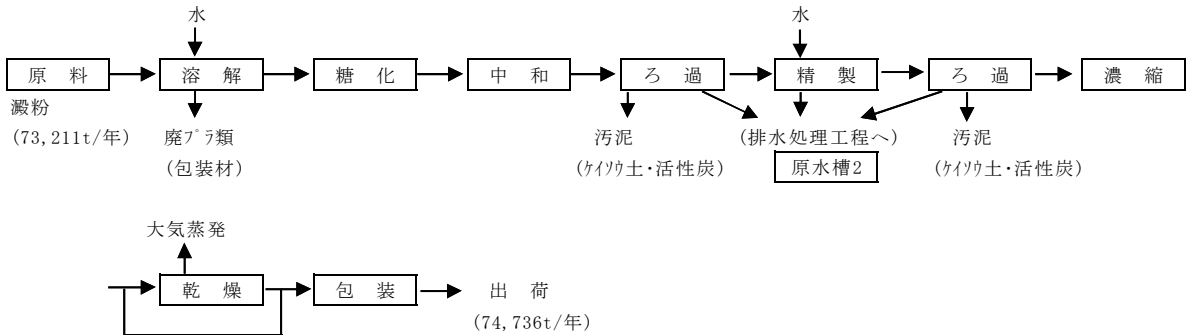 水 水
原 料 溶 解 糖 化 中 和 ろ 過 精 製 ろ 過 濃 縮
澱粉
(73,211t/年) 廃ﾌﾟﾗ類 汚泥 (排水処理工程へ) 汚泥
(包装材) (ｹｲｿｳ土・活性炭) 原水槽2 (ｹｲｿｳ土・活性炭)
大気蒸発
乾 燥 包 装 出 荷
(74,736t/年)